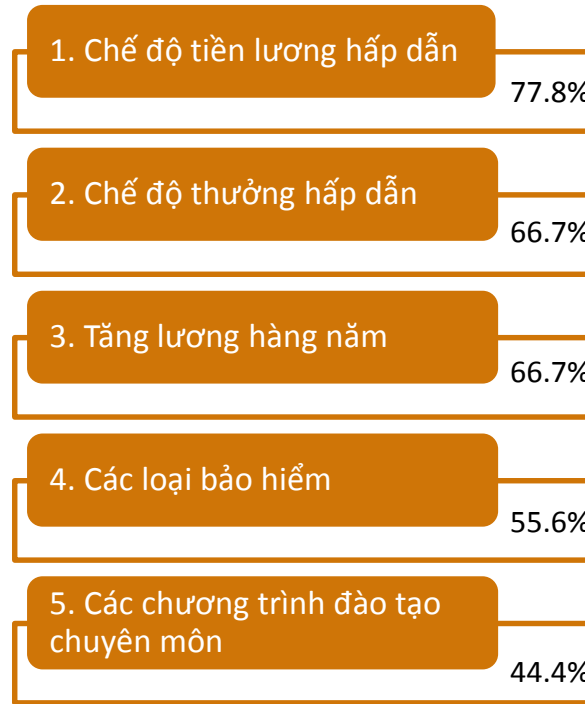 1. Chế độ tiền lương hấp dẫn
77.8%
2. Chế độ thưởng hấp dẫn
66.7%
3. Tăng lương hàng năm
66.7%
4. Các loại bảo hiểm
55.6%
5. Các chương trình đào tạo
chuyên môn
44.4%